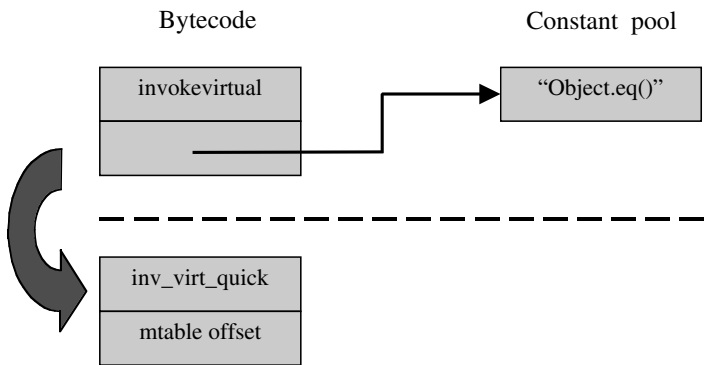 Bytecode
Constant pool
invokevirtual
“Object.eq()”
inv_virt_quick
mtable offset